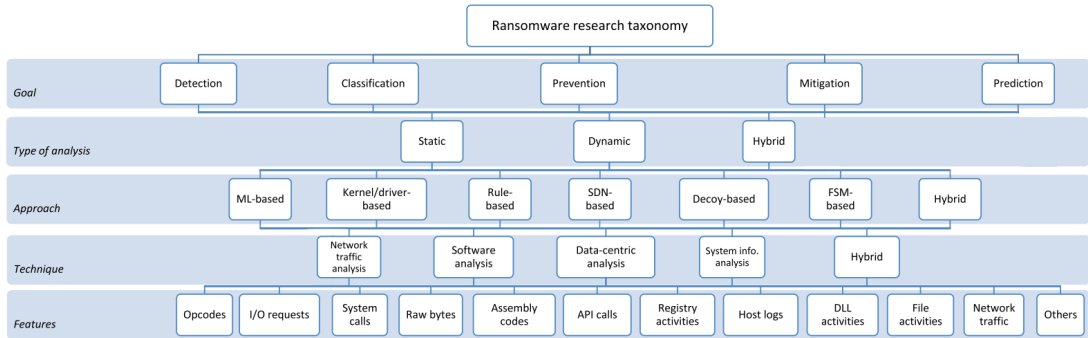 Ransomware research taxonomy
Goal
Detection
Classification
Prevention
Mitigation
Prediction
Type of analysis
Static
Dynamic
Hybrid
Approach
ML-based
Kernel/driver-
based
Rule-
based
SDN-
based
Decoy-based
FSM-
based
Hybrid
Technique
Network
traffic
analysis
Software
analysis
Data-centric
analysis
System info.
analysis
Hybrid
Features
Opcodes
I/O requests
System
calls
Raw bytes
Assembly
codes
API calls
Registry
activities
Host logs
DLL
activities
File
activities
Network
traffic
Others